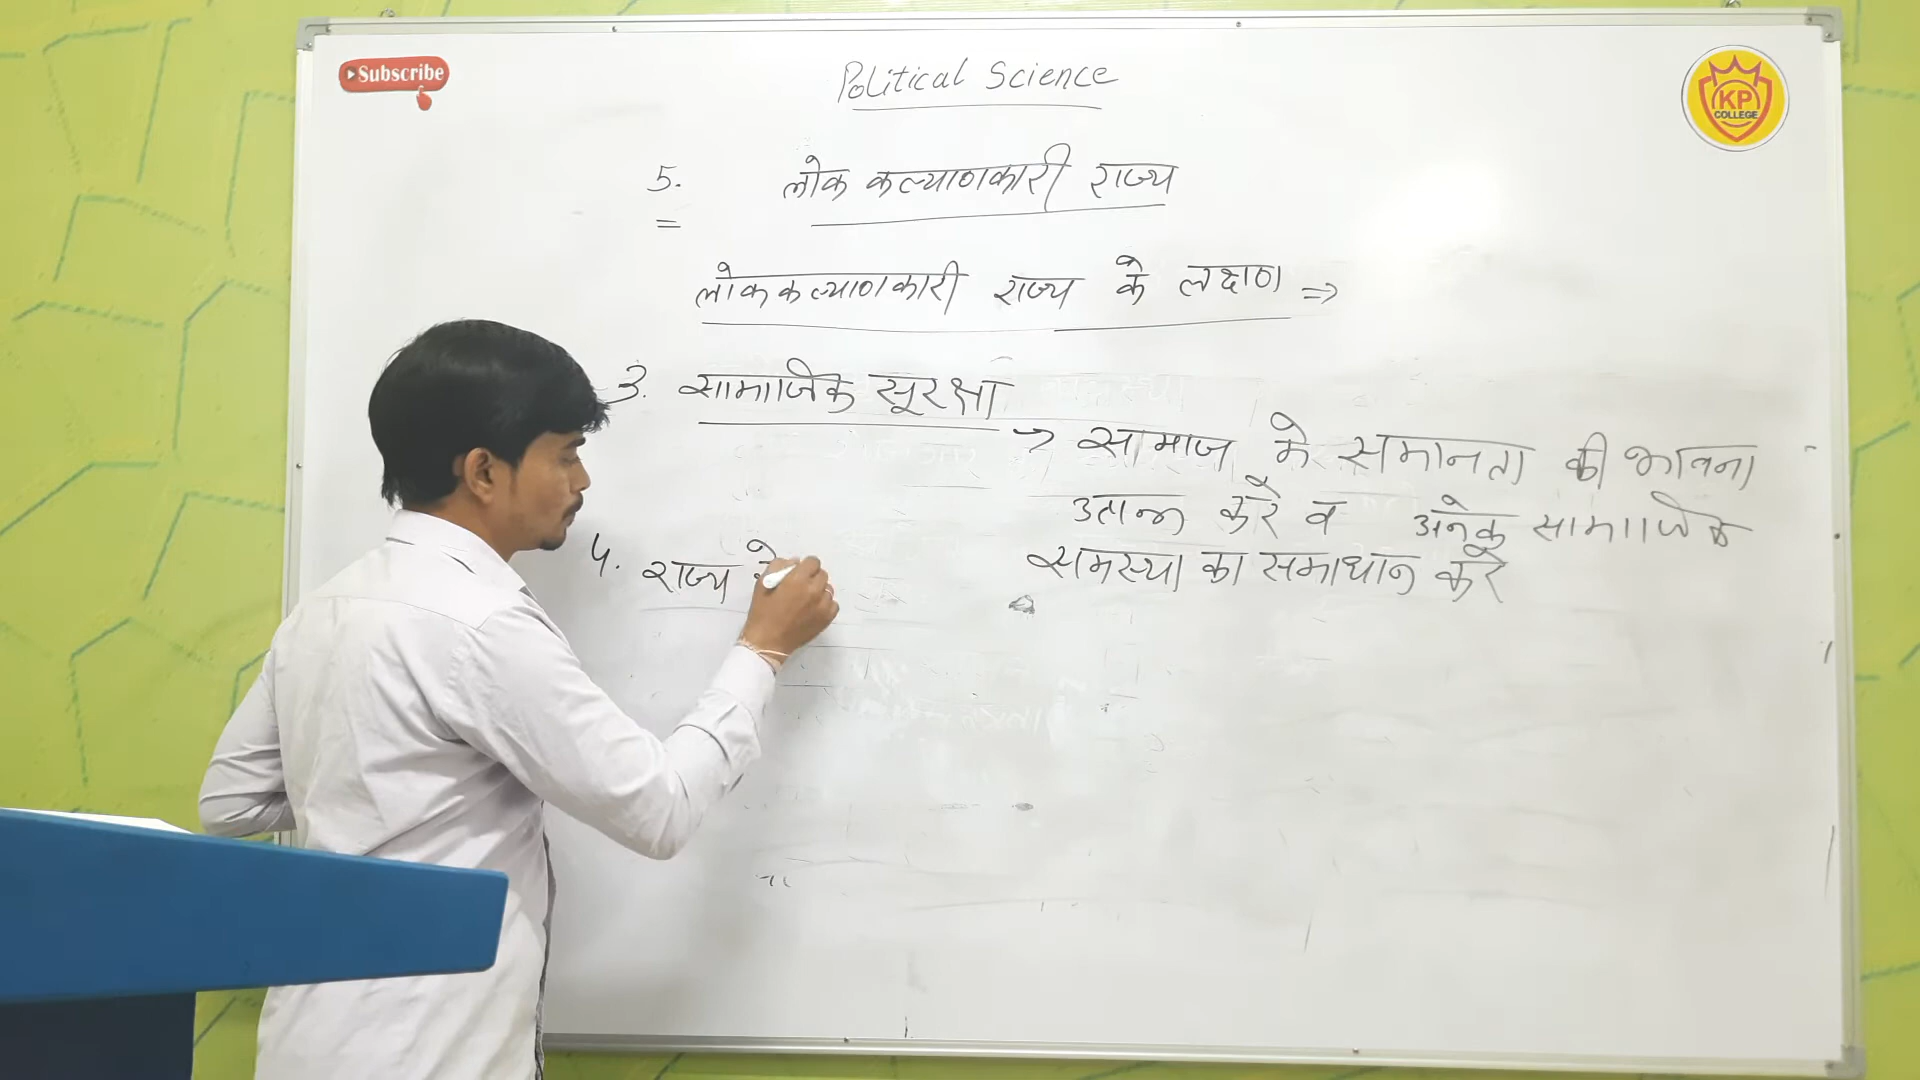 Subscribe
Political Science
KP
COLLEGE
5. लोक कल्याणकारी राज्य
लोककल्याणकारी राज्य के लक्षण ⇒
3. सामाजिक सूरक्षा
→ सामाज मे समानता की भावना
उत्पन्न करे व अनेक सामाजिक
समस्या का समाधान करे
4. राज्य